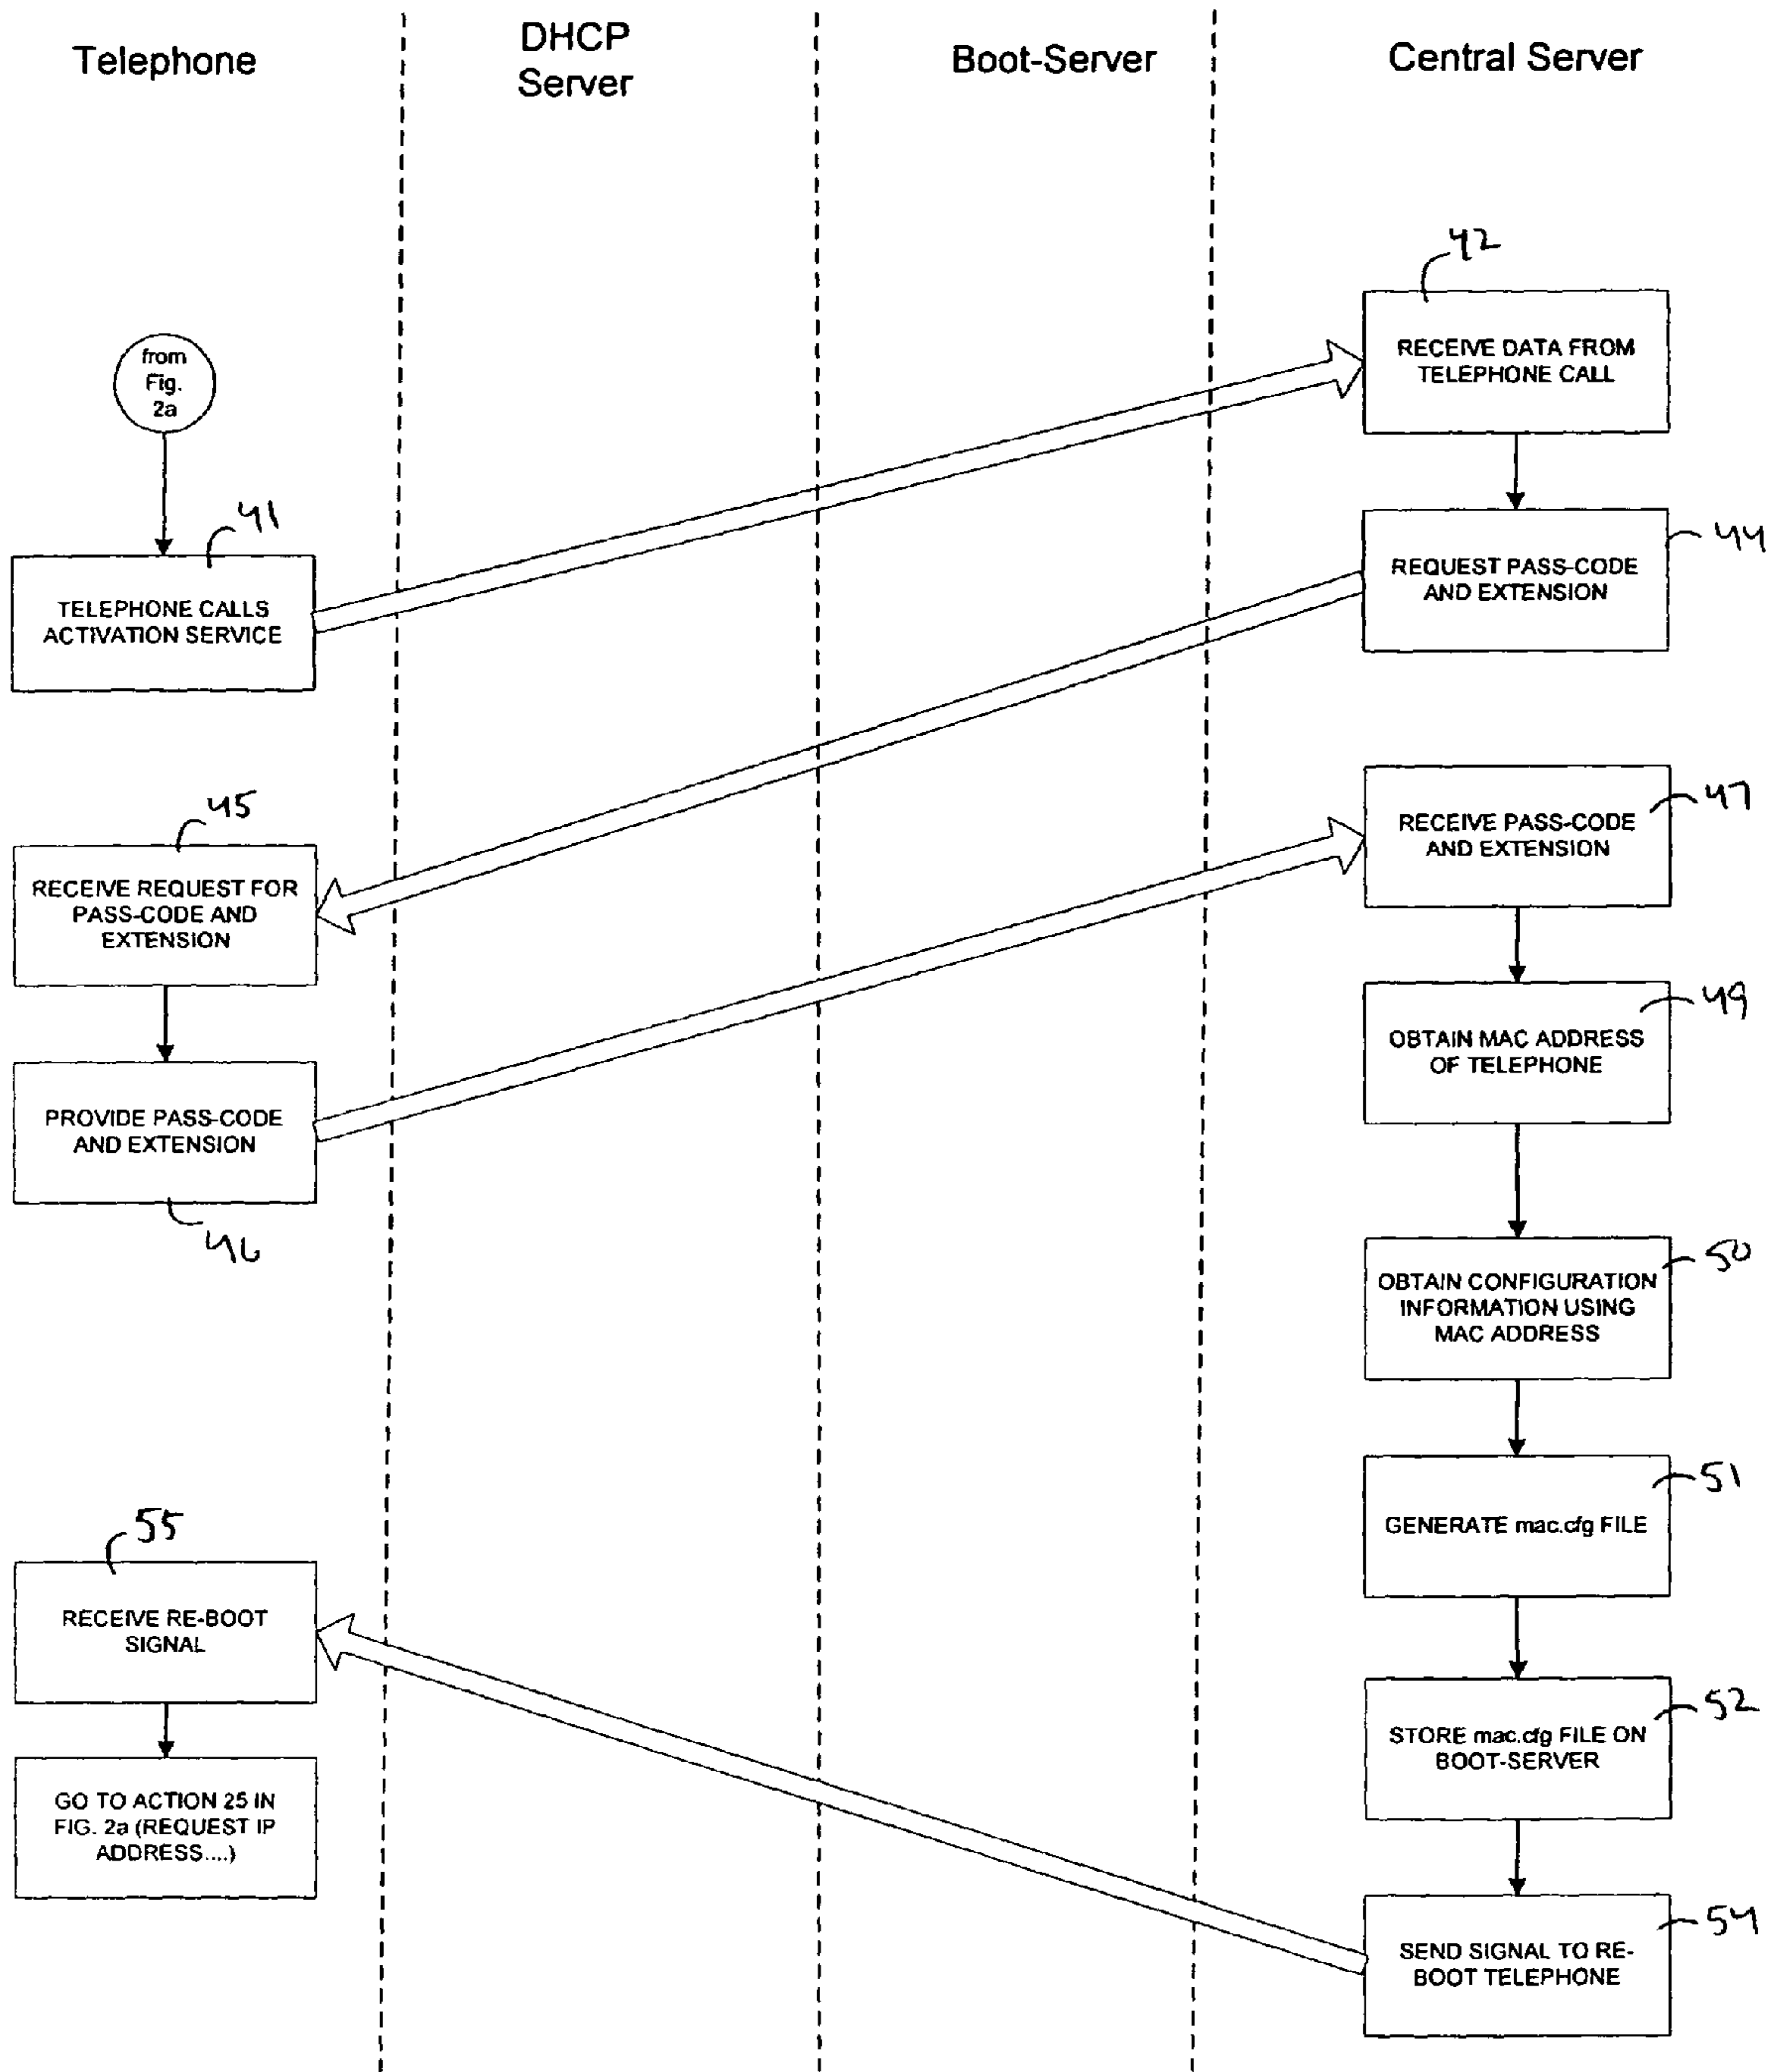 Telephone
DHCP
Server
Boot-Server
Central Server
42
RECEIVE DATA FROM
TELEPHONE CALL
from
Fig.
2a
41
TELEPHONE CALLS
ACTIVATION SERVICE
44
REQUEST PASS-CODE
AND EXTENSION
45
RECEIVE REQUEST FOR
PASS-CODE AND
EXTENSION
47
RECEIVE PASS-CODE
AND EXTENSION
49
OBTAIN MAC ADDRESS
OF TELEPHONE
PROVIDE PASS-CODE
AND EXTENSION
46
50
OBTAIN CONFIGURATION
INFORMATION USING
MAC ADDRESS
51
GENERATE mac.cfg FILE
55
RECEIVE RE-BOOT
SIGNAL
52
STORE mac.cfg FILE ON
BOOT-SERVER
GO TO ACTION 25 IN
FIG. 2a (REQUEST IP
ADDRESS....)
54
SEND SIGNAL TO RE-
BOOT TELEPHONE